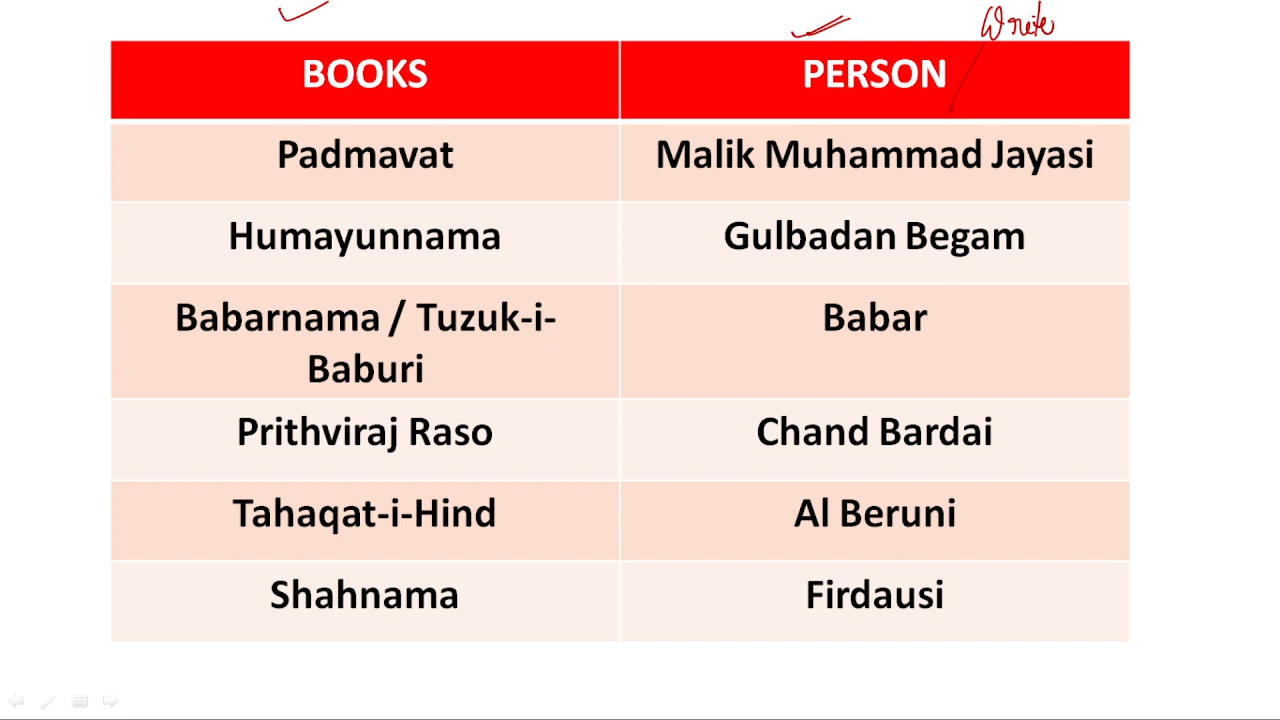 Write
BOOKS
PERSON
Padmavat
Malik Muhammad Jayasi
Humayunnama
Gulbadan Begam
Babarnama / Tuzuk-i-
Baburi
Babar
Prithviraj Raso
Chand Bardai
Tahaqat-i-Hind
Al Beruni
Shahnama
Firdausi